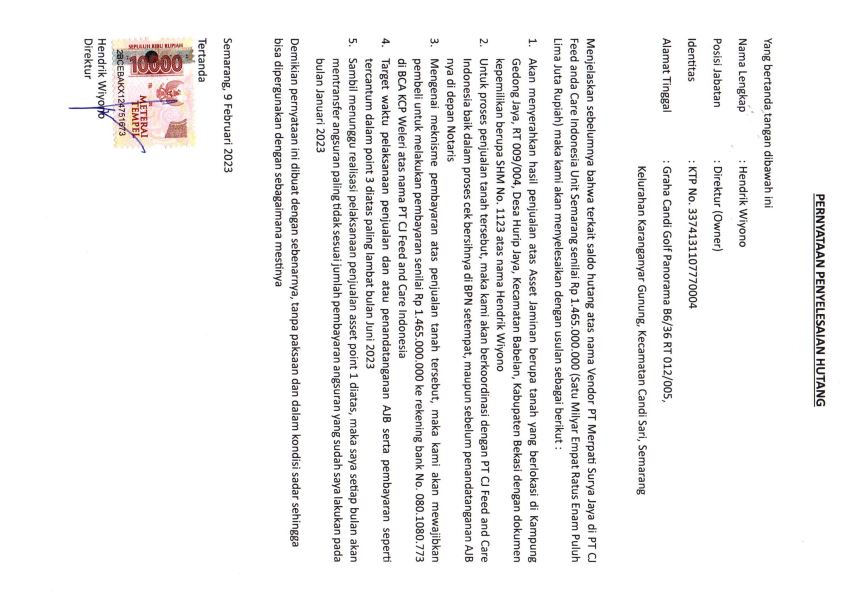 PERNYATAAN PENYELESAIAN HUTANG
Yang bertanda tangan dibawah ini
Nama Lengkap : Hendrik Wiyono
Posisi Jabatan : Direktur (Owner)
Identitas : KTP No. 3374131107770004
Alamat Tinggal : Graha Candi Golf Panorama B6/36 RT 012/005,
Kelurahan Karanganyar Gunung, Kecamatan Candi Sari, Semarang
Menjelaskan sebelumnya bahwa terkait saldo hutang atas nama Vendor PT Merpati Surya Jaya di PT CJ
Feed anda Care Indonesia Unit Semarang senilai Rp 1.465.000.000 (Satu Milyar Empat Ratus Enam Puluh
Lima Juta Rupiah) maka kami akan menyelesaikan dengan usulan sebagai berikut :
1. Akan menyerahkan hasil penjualan atas Asset Jaminan berupa tanah yang berlokasi di Kampung
Gedong Jaya, RT 009/004, Desa Hurip Jaya, Kecamatan Babelan, Kabupaten Bekasi dengan dokumen
kepemilikan berupa SHM No. 1123 atas nama Hendrik Wiyono
2. Untuk proses penjualan tanah tersebut, maka kami akan berkoordinasi dengan PT CJ Feed and Care
Indonesia baik dalam proses cek bersihnya di BPN setempat, maupun sebelum penandatanganan AJB
nya di depan Notaris
3. Mengenai meknisme pembayaran atas penjualan tanah tersebut, maka kami akan mewajibkan
pembeli untuk melakukan pembayaran senilai Rp 1.465.000.000 ke rekening bank No. 080.1080.773
di BCA KCP Weleri atas nama PT CJ Feed and Care Indonesia
4. Target waktu pelaksanaan penjualan dan atau penandatanganan AJB serta pembayaran seperti
tercantum dalam point 3 diatas paling lambat bulan Juni 2023
5. Sambil menunggu realisasi pelaksanaan penjualan asset point 1 diatas, maka saya setiap bulan akan
mentransfer angsuran paling tidak sesuai jumlah pembayaran angsuran yang sudah saya lakukan pada
bulan Januari 2023
Demikian pernyataan ini dibuat dengan sebenarnya, tanpa paksaan dan dalam kondisi sadar sehingga
bisa dipergunakan dengan sebagaimana mestinya
Semarang, 9 Februari 2023
Tertanda
SEPULUH RIBU RUPIAH
10000
METERAI
TEMPEL
2BCEBAKX124751673
Hendrik Wiyono
Direktur